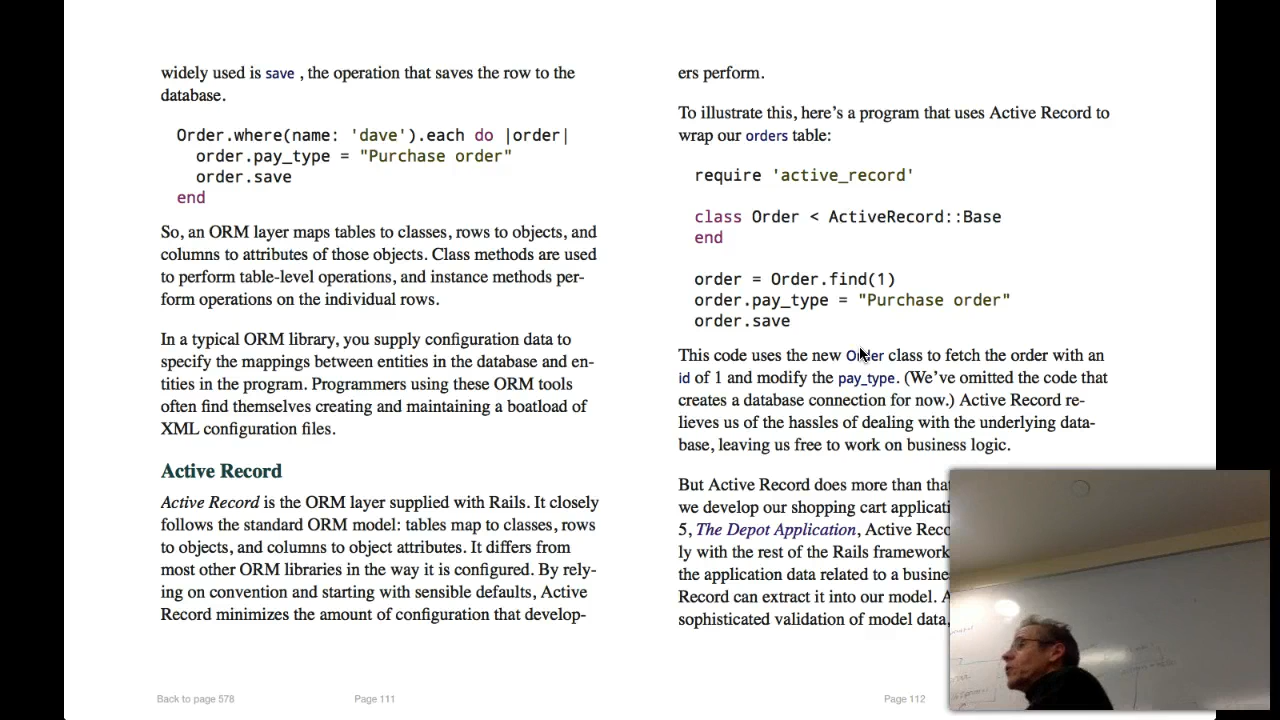 widely used is save , the operation that saves the row to the
database.
Order.where(name: 'dave').each do |order|
order.pay_type = "Purchase order"
order.save
end
So, an ORM layer maps tables to classes, rows to objects, and
columns to attributes of those objects. Class methods are used
to perform table-level operations, and instance methods per-
form operations on the individual rows.
In a typical ORM library, you supply configuration data to
specify the mappings between entities in the database and en-
tities in the program. Programmers using these ORM tools
often find themselves creating and maintaining a boatload of
XML configuration files.
Active Record
Active Record is the ORM layer supplied with Rails. It closely
follows the standard ORM model: tables map to classes, rows
to objects, and columns to object attributes. It differs from
most other ORM libraries in the way it is configured. By rely-
ing on convention and starting with sensible defaults, Active
Record minimizes the amount of configuration that develop-
Back to page 578
Page 111
ers perform.
To illustrate this, here's a program that uses Active Record to
wrap our orders table:
require 'active_record'
class Order < ActiveRecord::Base
end
order = Order.find(1)
order.pay_type = "Purchase order"
order.save
This code uses the new Order class to fetch the order with an
id of 1 and modify the pay_type. (We've omitted the code that
creates a database connection for now.) Active Record re-
lieves us of the hassles of dealing with the underlying data-
base, leaving us free to work on business logic.
But Active Record does more than that
we develop our shopping cart applicati
5, The Depot Application, Active Reco
ly with the rest of the Rails framework
the application data related to a busine
Record can extract it into our model. A
sophisticated validation of model data,
Page 112